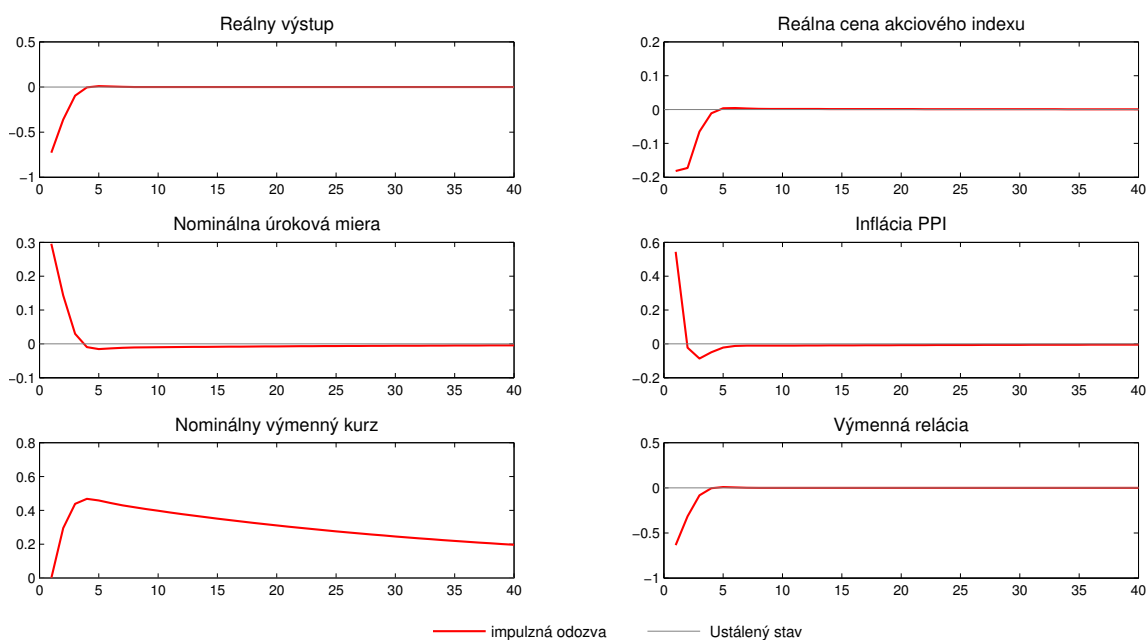 Reálny výstup
0.5
0
−0.5
−1
0 5 10 15 20 25 30 35 40
Reálna cena akciového indexu
0.2
0.1
0
−0.1
−0.2
0 5 10 15 20 25 30 35 40
Nominálna úroková miera
0.3
0.2
0.1
0
−0.1
0 5 10 15 20 25 30 35 40
Inflácia PPI
0.6
0.4
0.2
0
−0.2
0 5 10 15 20 25 30 35 40
Nominálny výmenný kurz
0.8
0.6
0.4
0.2
0
0 5 10 15 20 25 30 35 40
Výmenná relácia
0.5
0
−0.5
−1
0 5 10 15 20 25 30 35 40
impulzná odozva Ustálený stav